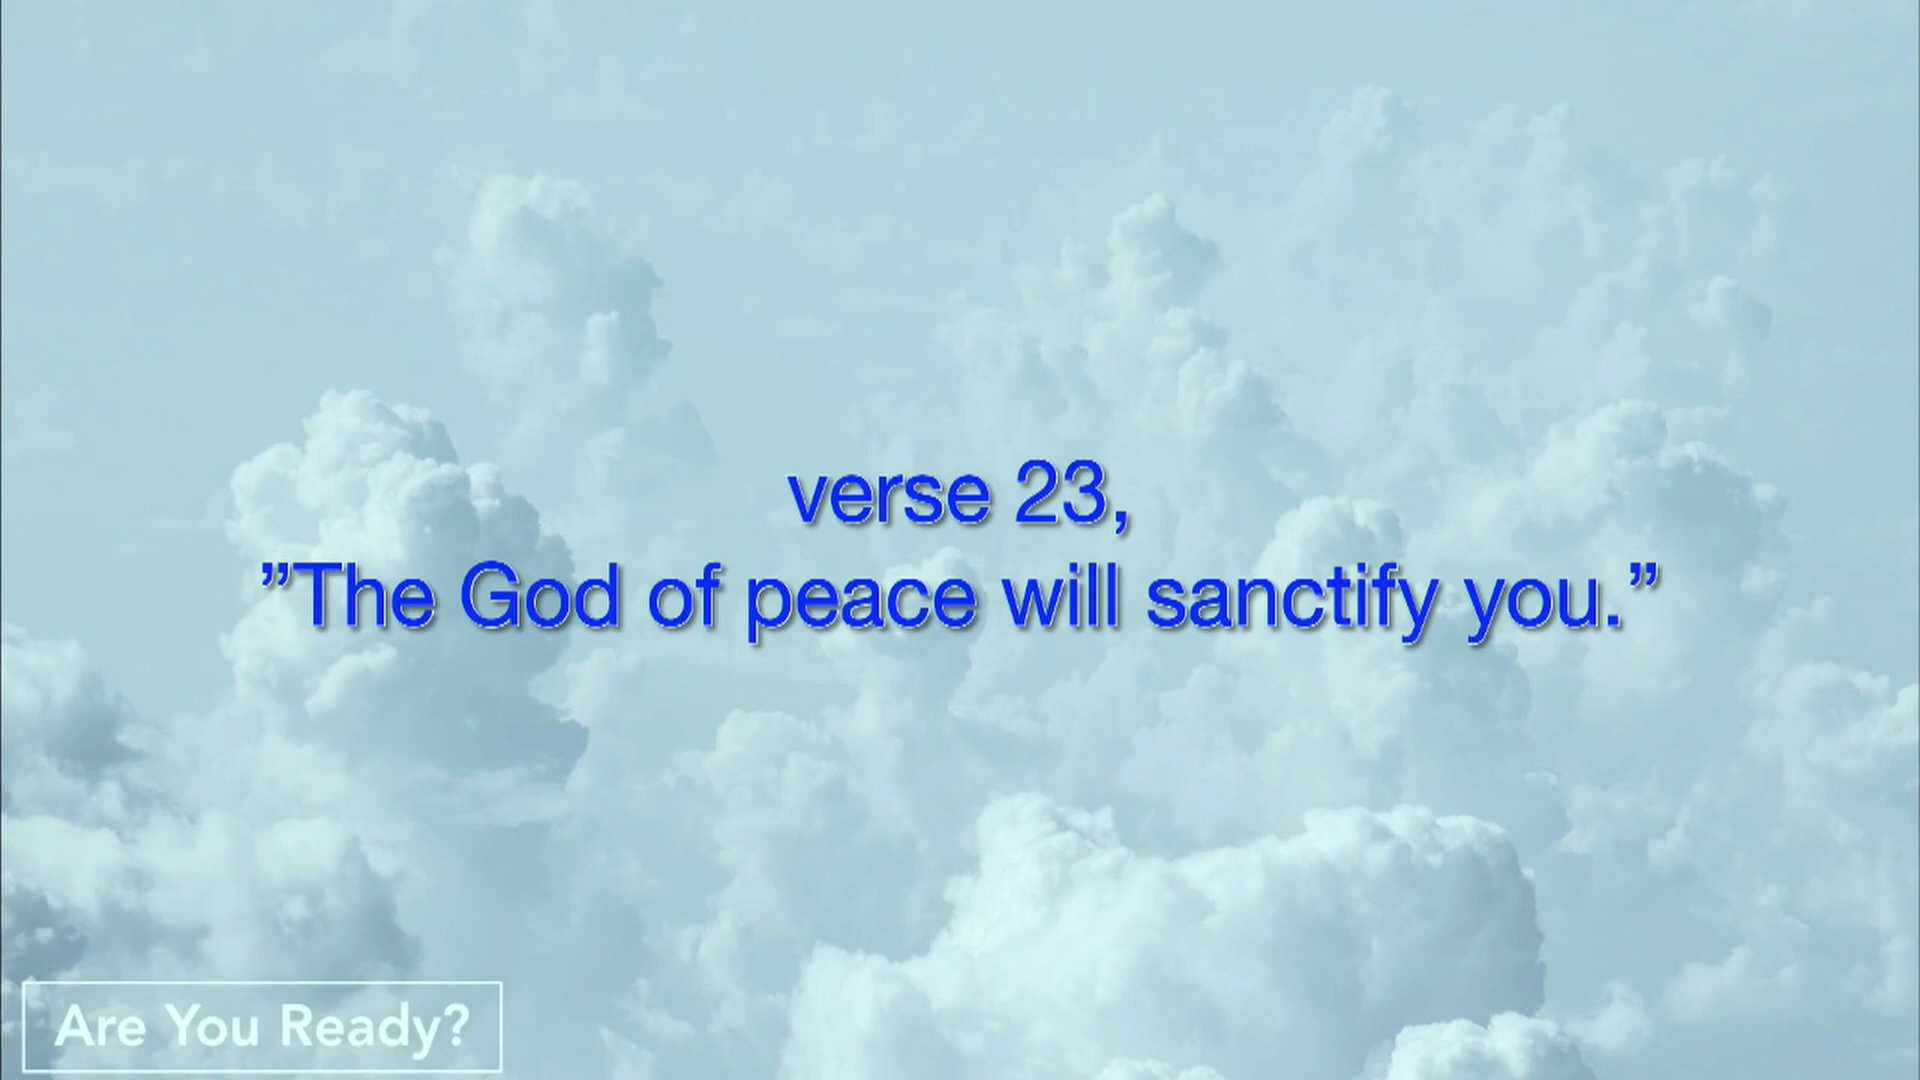 verse 23,
”The God of peace will sanctify you.”
Are You Ready?